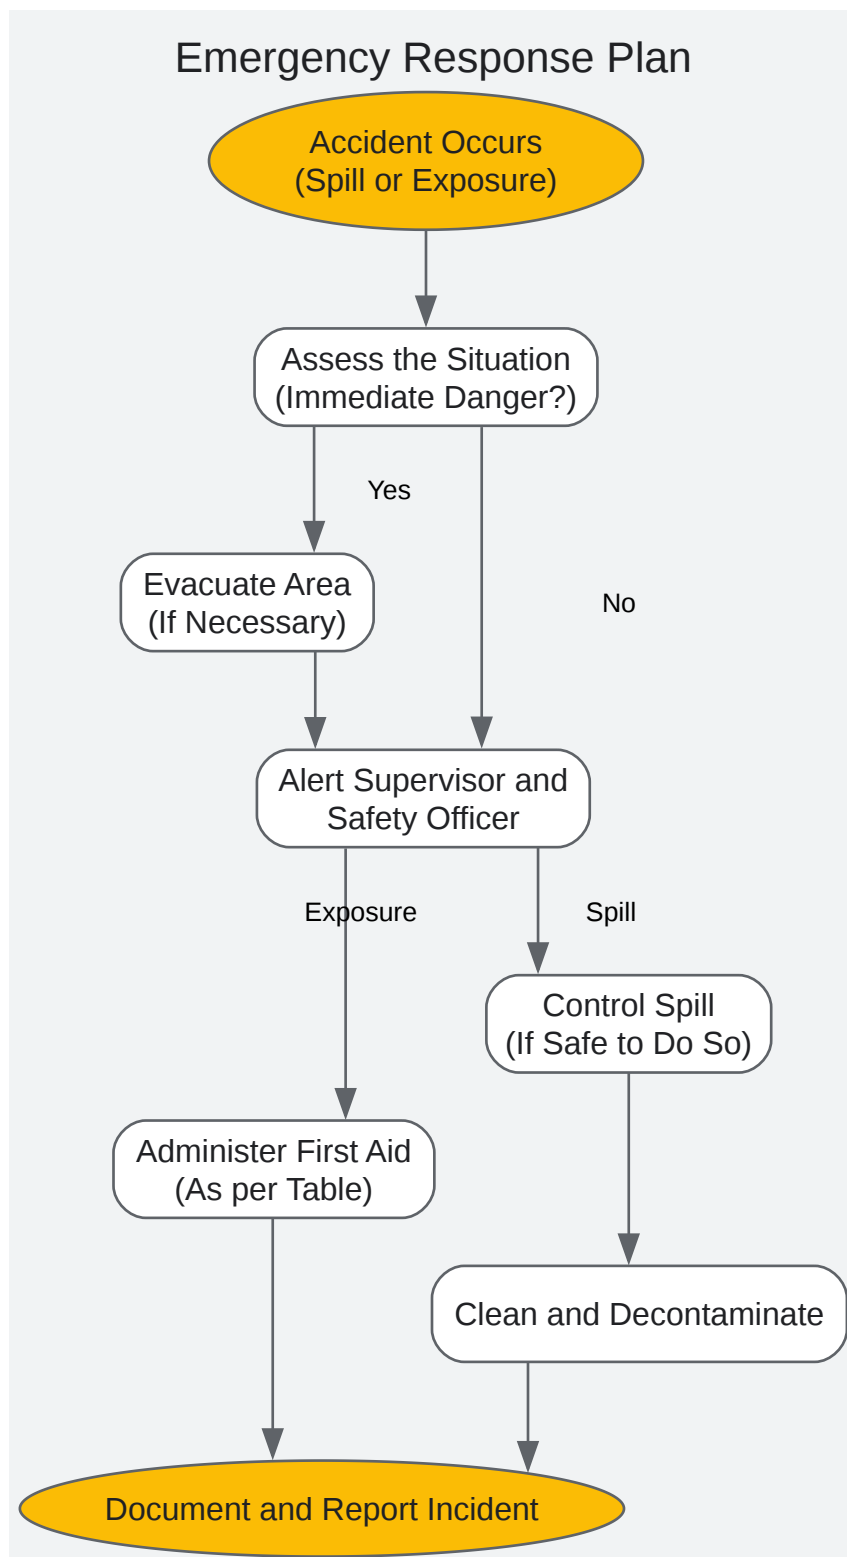 Emergency Response Plan
Accident Occurs
(Spill or Exposure)
Assess the Situation
(Immediate Danger?)
Yes
Evacuate Area
(If Necessary)
No
Alert Supervisor and
Safety Officer
Exposure
Spill
Control Spill
(If Safe to Do So)
Administer First Aid
(As per Table)
Clean and Decontaminate
Document and Report Incident